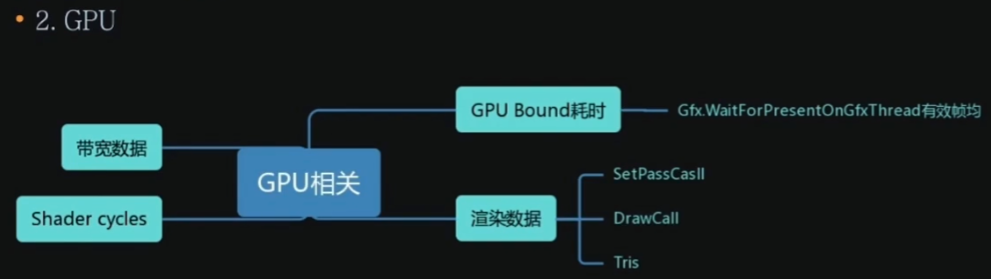 • 2. GPU
GPU Bound耗时
Gfx.WaitForPresentOnGfxThread有效帧均
带宽数据
GPU相关
SetPassCasll
Shader cycles
渲染数据
DrawCall
Tris